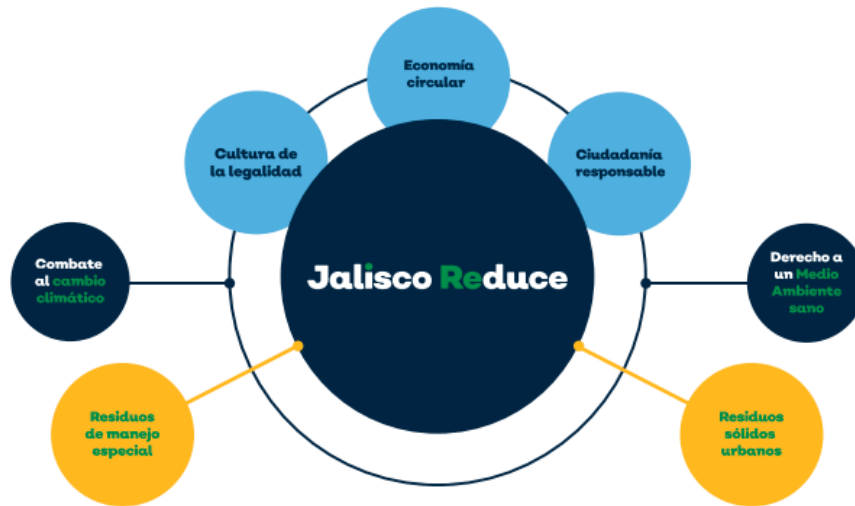 Economía
circular
Cultura de
la legalidad
Ciudadanía
responsable
Jalisco Reduce
Combate
al cambio
climático
Derecho a
un Medio
Ambiente
sano
Residuos
de manejo
especial
Residuos
sólidos
urbanos